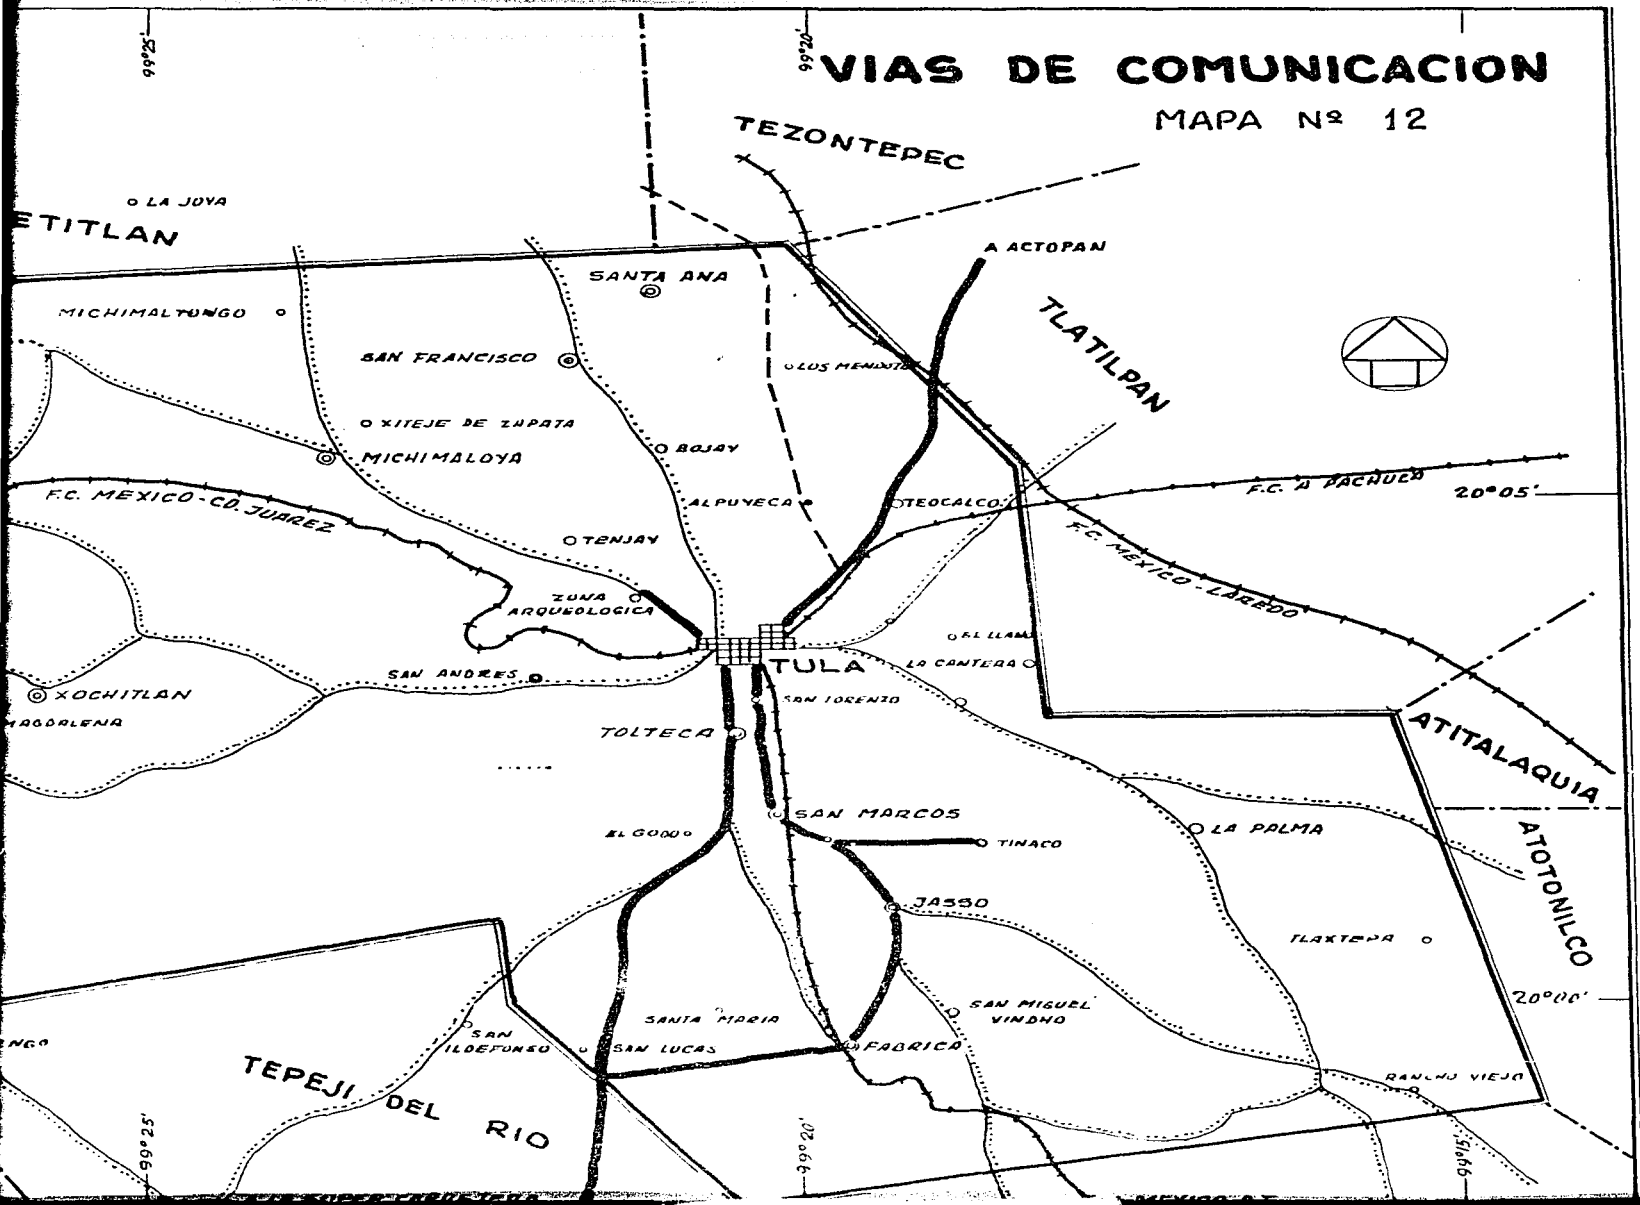 99°25'
99°20'
VIAS DE COMUNICACION
MAPA Nº 12
TEZONTEPEC
LA JOYA
ETITLAN
A ACTOPAN
SANTA ANA
MICHIMALTONGO
TLATILPAN
SAN FRANCISCO
LOS MENDOZA
XITEJE DE ZAPATA
BOJAY
MICHIMALOYA
F.C. MEXICO-CD. JUAREZ
ALPUYECA
TEOCALCO
F.C. A PACHUCA
20°05'
TENJAY
F.C. MEXICO-LAREDO
ZONA
ARQUEOLOGICA
EL LLANO
LA CANTERA
TULA
SAN ANDRES
XOCHITLAN
SAN LORENZO
MAGDALENA
TOLTECA
ATITALAQUIA
SAN MARCOS
EL GODO
TINACO
LA PALMA
ATOTONILCO
JASSO
TLAXTEPA
20°00'
SANTA MARIA
SAN MIGUEL
VINDHO
SAN
ILDEFONSO
SAN LUCAS
FABRICA
ANGO
TEPEJI DEL RIO
RANCHO VIEJO
99°25'
99°20'
99°15'